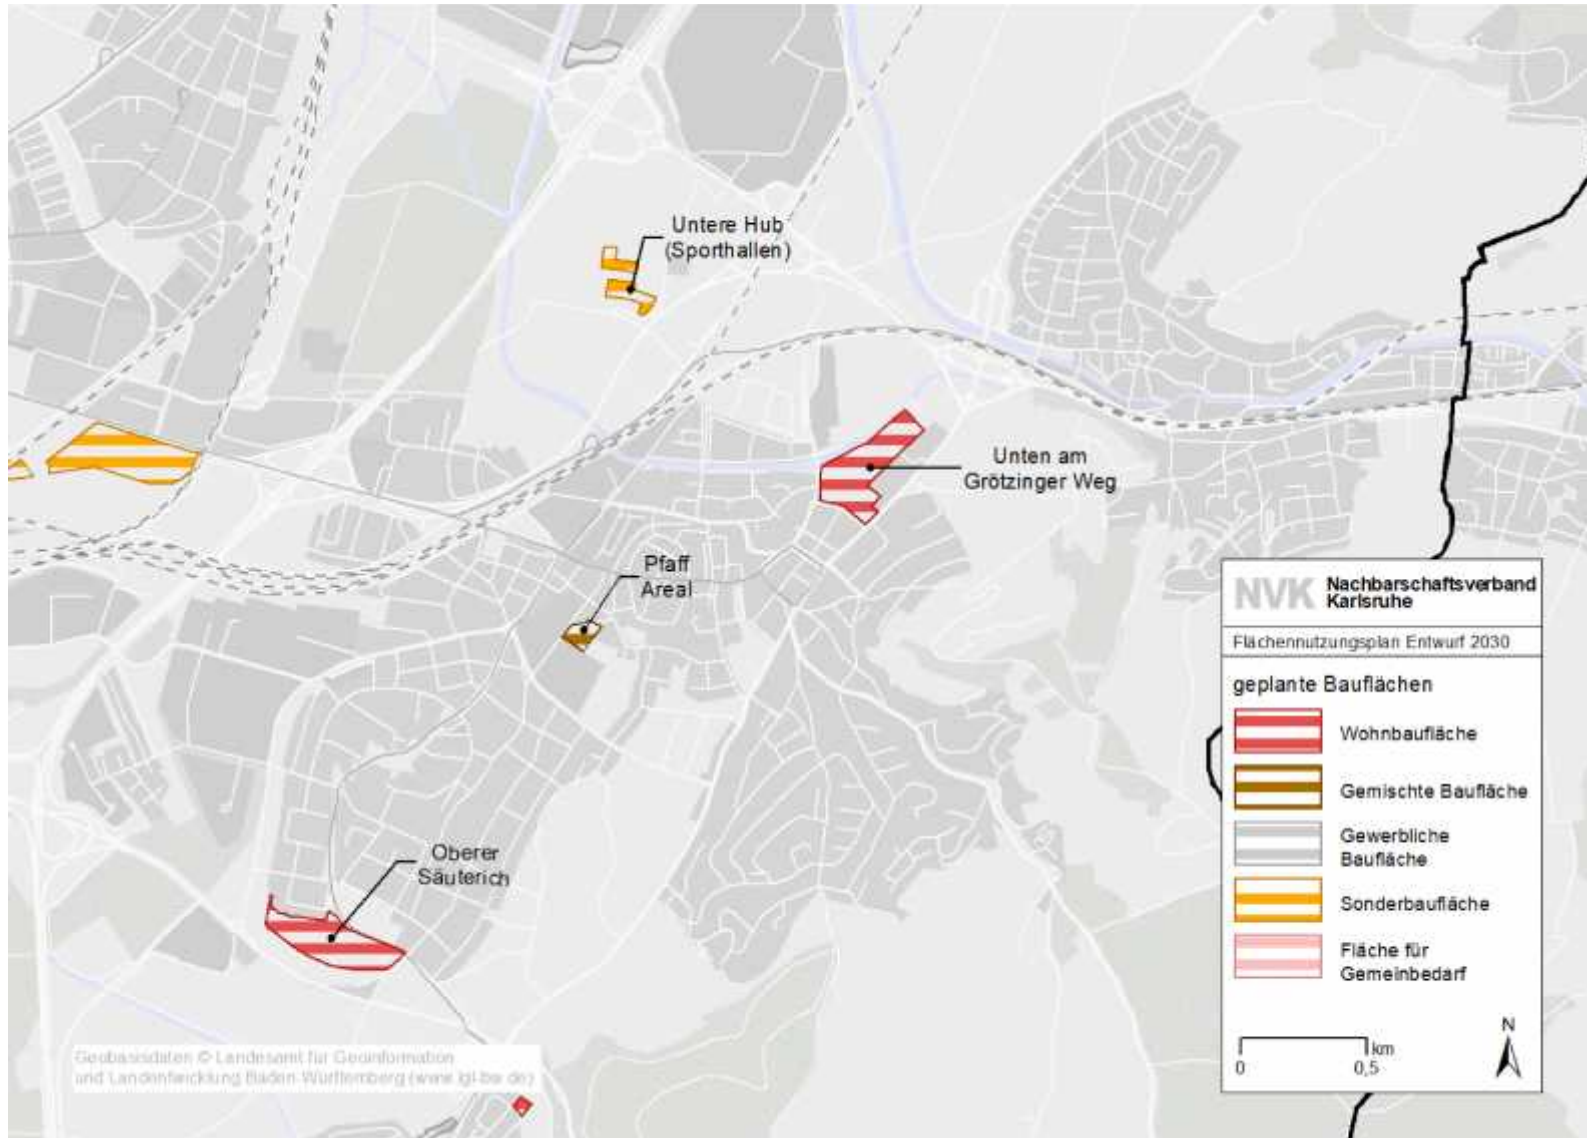 Untere Hub
(Sporthallen)
Unten am
Grötzinger Weg
Pfaff
Areal
Oberer
Säuterich
NVK Nachbarschaftsverband
Karlsruhe
Flächennutzungsplan Entwurf 2030
geplante Bauflächen
Wohnbaufläche
Gemischte Baufläche
Gewerbliche
Baufläche
Sonderbaufläche
Fläche für
Gemeinbedarf
N
km
0 0,5
Geobasisdaten © Landesamt für Geoinformation
und Landentwicklung Baden-Württemberg (www.lgl-bw.de)